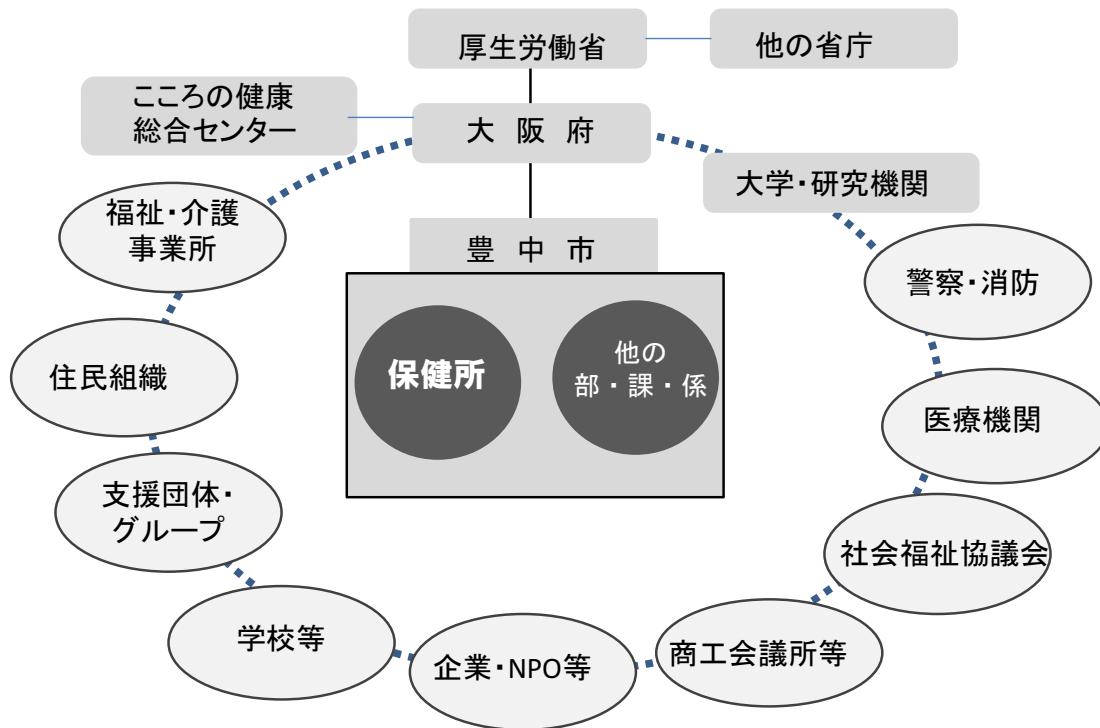 厚生労働省
他の省庁
こころの健康
総合センター
大 阪 府
大学・研究機関
福祉・介護
事業所
豊 中 市
警察・消防
保健所
他の
部・課・係
住民組織
医療機関
支援団体・
グループ
社会福祉協議会
学校等
企業・NPO等
商工会議所等